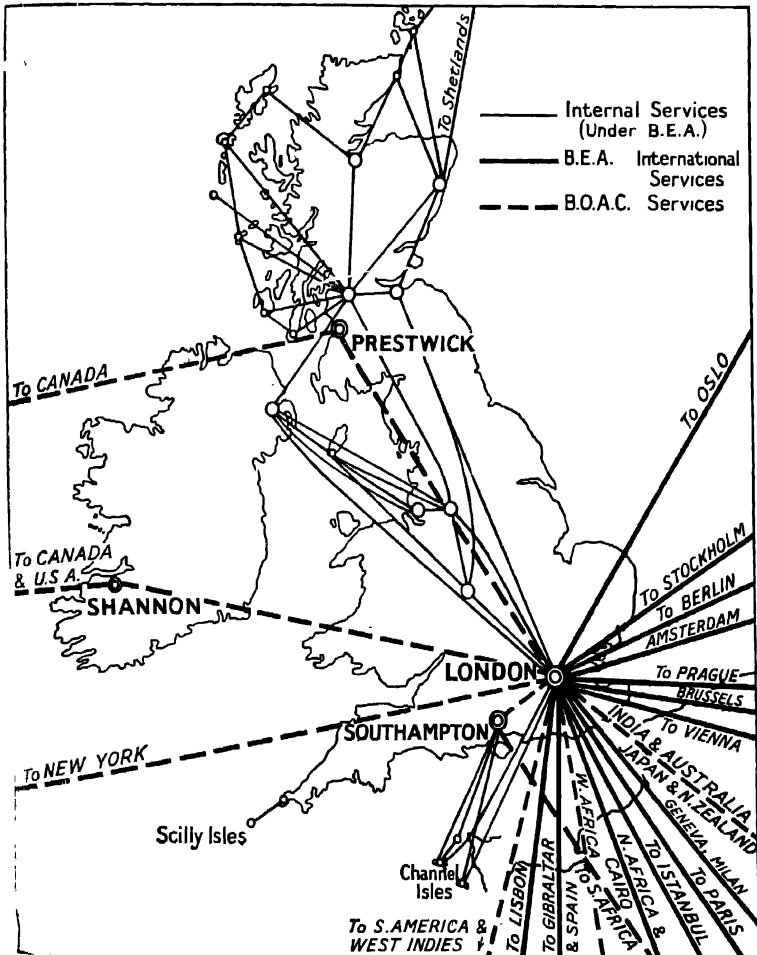 To Shetlands
Internal Services
(Under B.E.A.)
B.E.A. International
Services
B.O.A.C. Services
PRESTWICK
To CANADA
To OSLO
To CANADA
& U.S.A.
SHANNON
To STOCKHOLM
To BERLIN
AMSTERDAM
LONDON
To PRAGUE
BRUSSELS
To VIENNA
SOUTHAMPTON
To NEW YORK
INDIA & AUSTRALIA
JAPAN & N. ZEALAND
GENEVA, MILAN
To PARIS
To ISTANBUL
N. AFRICA &
CAIRO
W. AFRICA
To S. AFRICA
To GIBRALTAR
& SPAIN
To LISBON
Scilly Isles
Channel
Isles
To S. AMERICA &
WEST INDIES